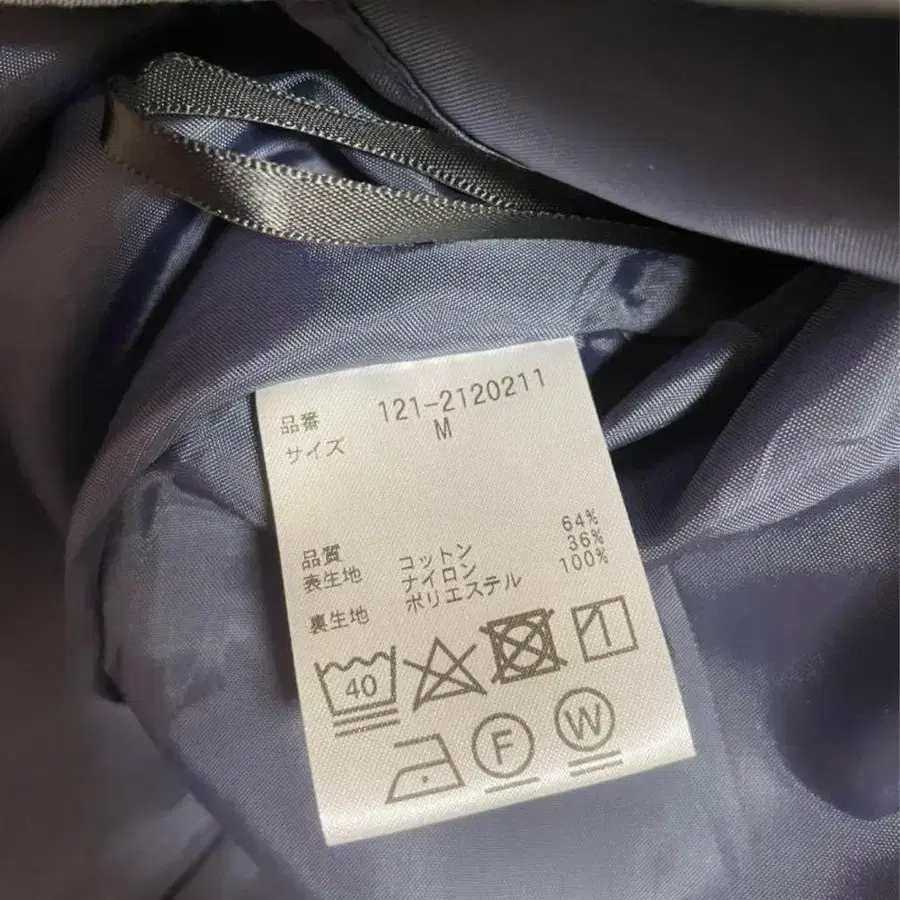 品番 121-2120211
サイズ M
品質
表生地 コットン 64%
ナイロン 36%
裏生地 ポリエステル 100%
40
F W